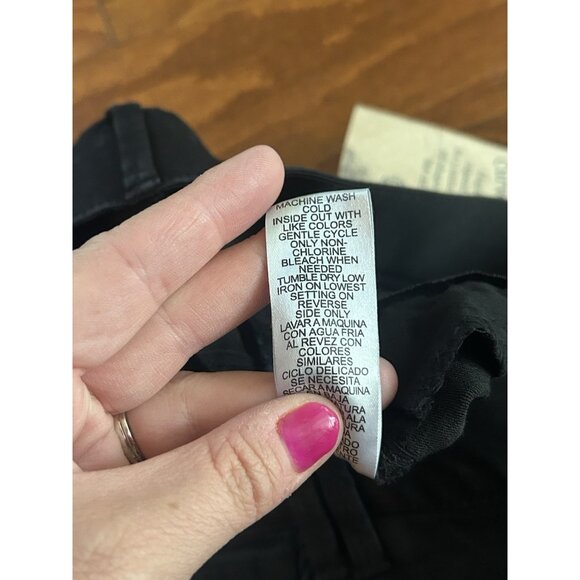 MACHINE WASH
COLD
INSIDE OUT WITH
LIKE COLORS
GENTLE CYCLE
ONLY NON-
CHLORINE
BLEACH WHEN
NEEDED
TUMBLE DRY LOW
IRON ON LOWEST
SETTING ON
REVERSE
SIDE ONLY
LAVAR A MAQUINA
CON AGUA FRIA
AL REVEZ CON
COLORES
SIMILARES
CICLO DELICADO
SE NECESITA
SECAR A MAQUINA